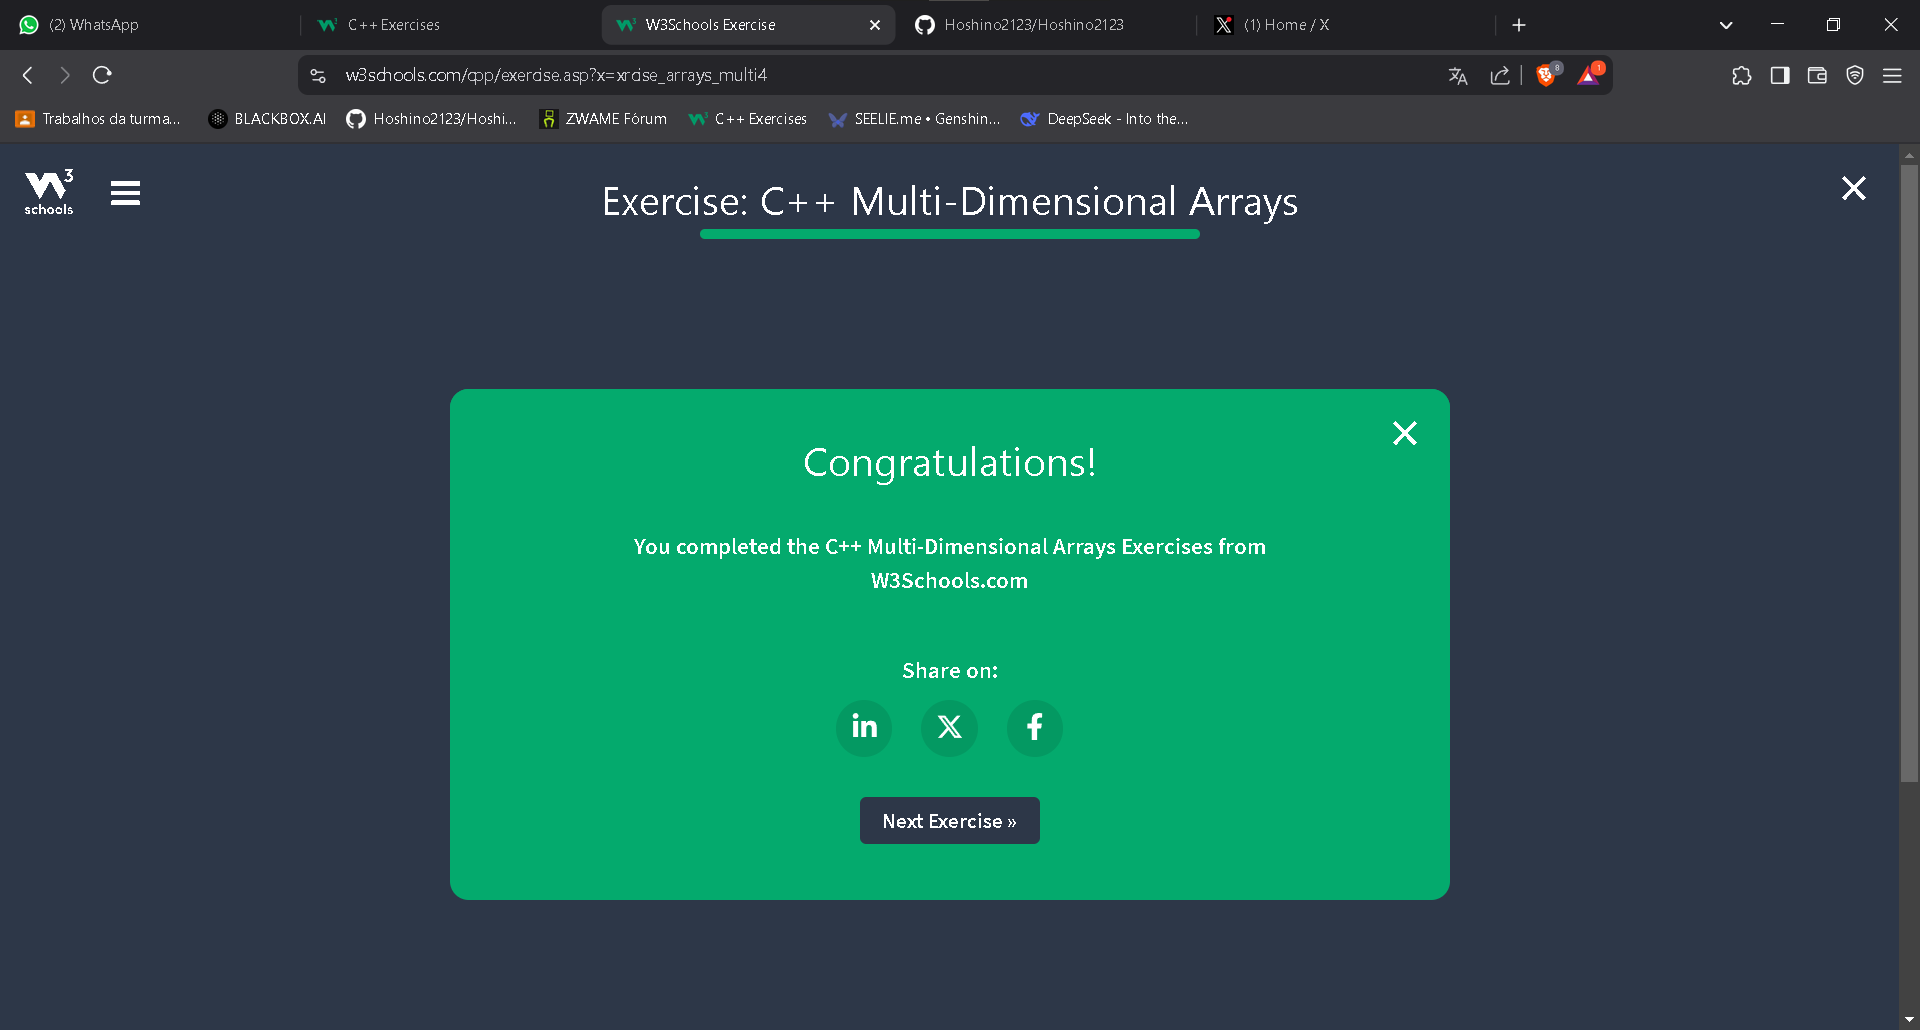 (2) WhatsApp
C++ Exercises
W3Schools Exercise
Hoshino2123/Hoshino2123
(1) Home / X
w3schools.com/cpp/exercise.asp?x=xrcise_arrays_multi4
8
1
Trabalhos da turma...
BLACKBOX.AI
Hoshino2123/Hoshi...
ZWAME Fórum
C++ Exercises
SEELIE.me • Genshin...
DeepSeek - Into the...
3
schools
Exercise: C++ Multi-Dimensional Arrays
Congratulations!
You completed the C++ Multi-Dimensional Arrays Exercises from
W3Schools.com
Share on:
in
X
f
Next Exercise »